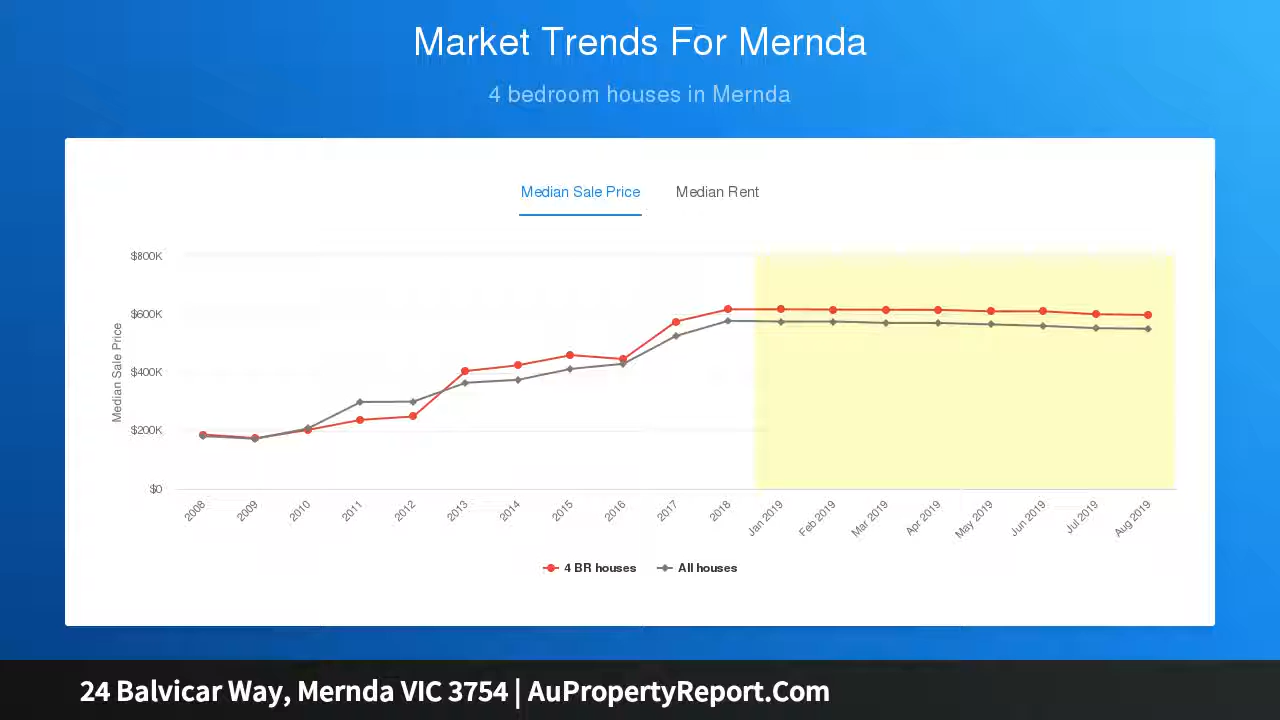 Market Trends For Mernda
4 bedroom houses in Mernda
Median Sale Price
Median Rent
$800K
$600K
$400K
$200K
$0
Median Sale Price
2008
2009
2010
2011
2012
2013
2014
2015
2016
2017
2018
Jan 2019
Feb 2019
Mar 2019
Apr 2019
May 2019
Jun 2019
Jul 2019
Aug 2019
4 BR houses
All houses
24 Balvicar Way, Mernda VIC 3754 | AuPropertyReport.Com